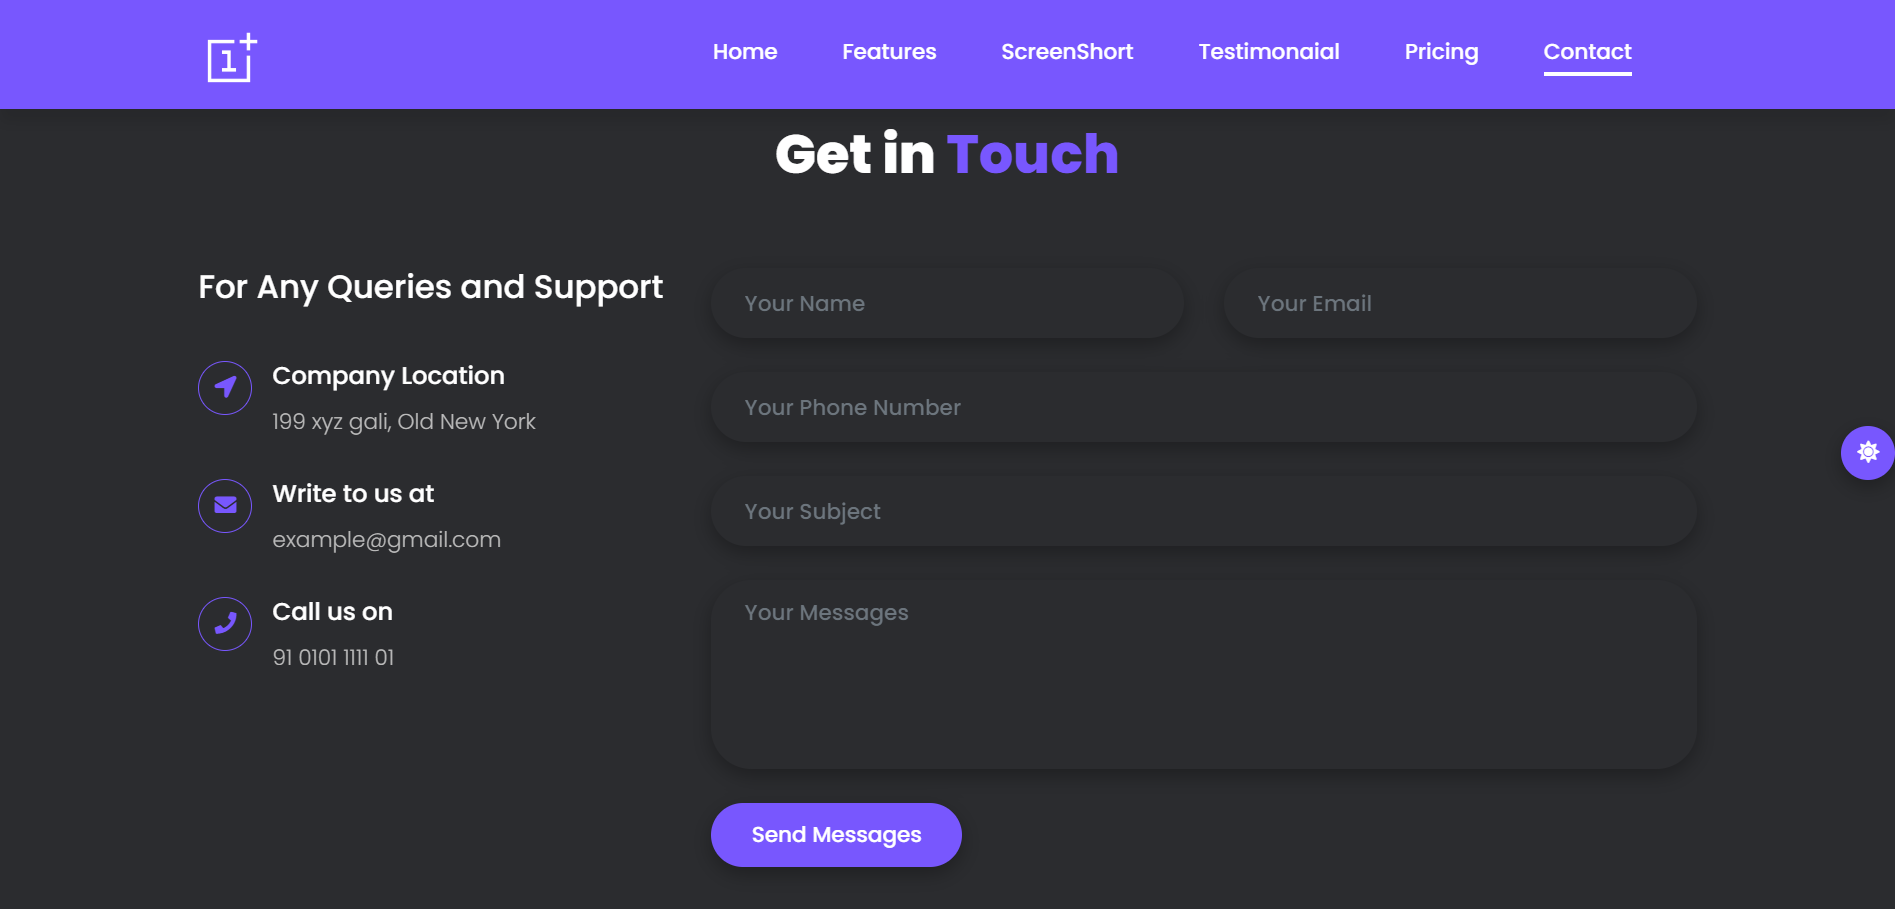 1+
Home Features ScreenShort Testimonaial Pricing Contact
Get in Touch
For Any Queries and Support
Company Location
199 xyz gali, Old New York
Write to us at
example@gmail.com
Call us on
91 0101 1111 01
Your Name
Your Email
Your Phone Number
Your Subject
Your Messages
Send Messages